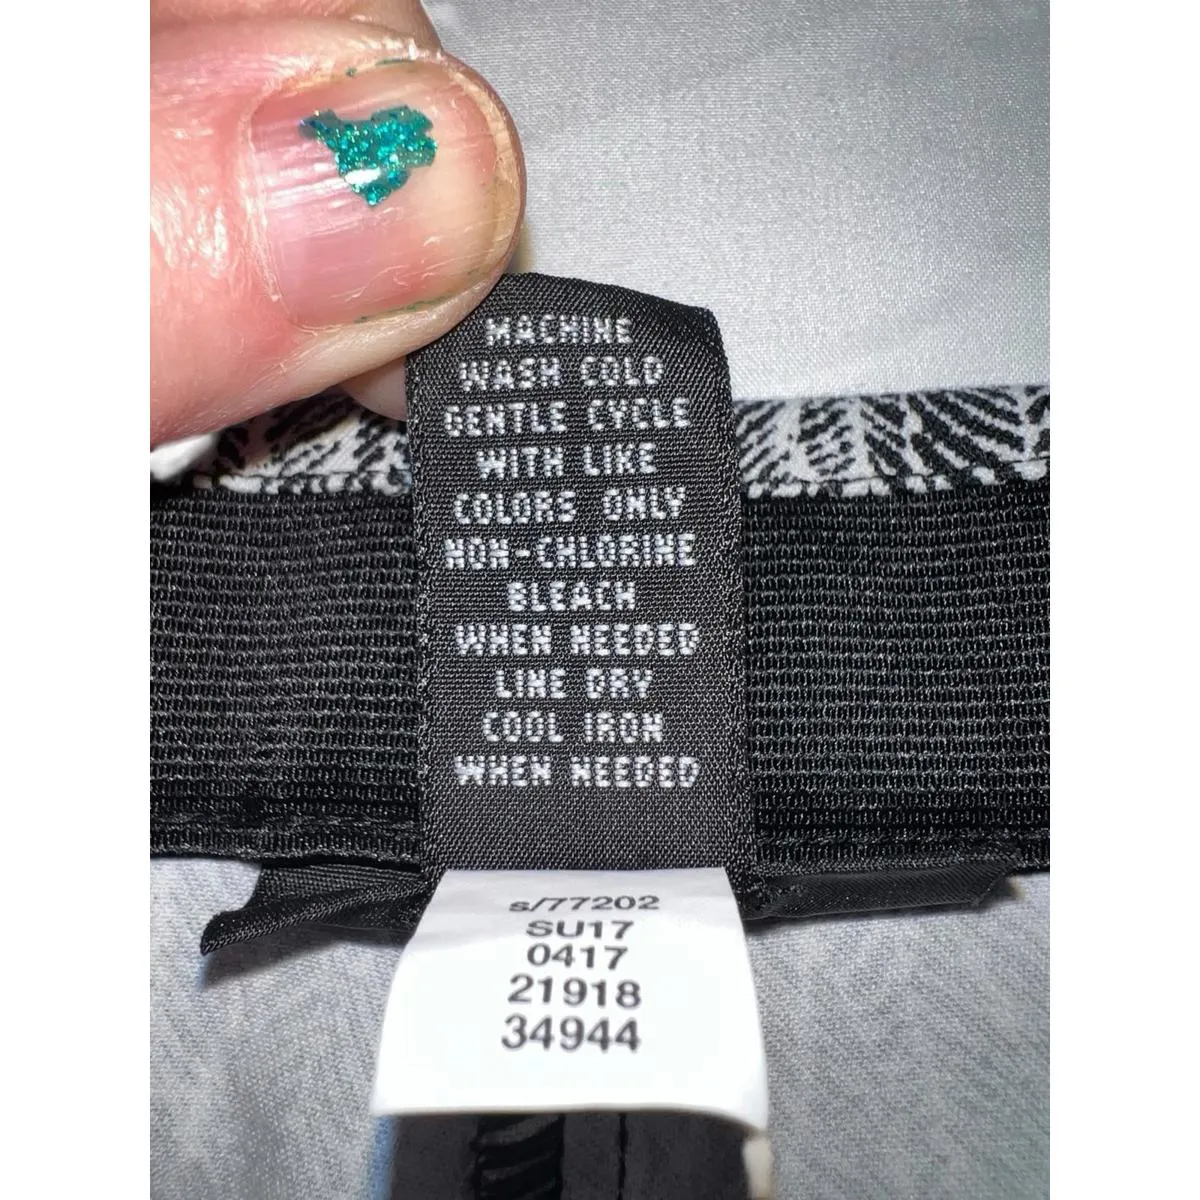 MACHINE
WASH COLD
GENTLE CYCLE
WITH LIKE
COLORS ONLY
NON-CHLORINE
BLEACH
WHEN NEEDED
LINE DRY
COOL IRON
WHEN NEEDED
s/77202
SU17
0417
21918
34944